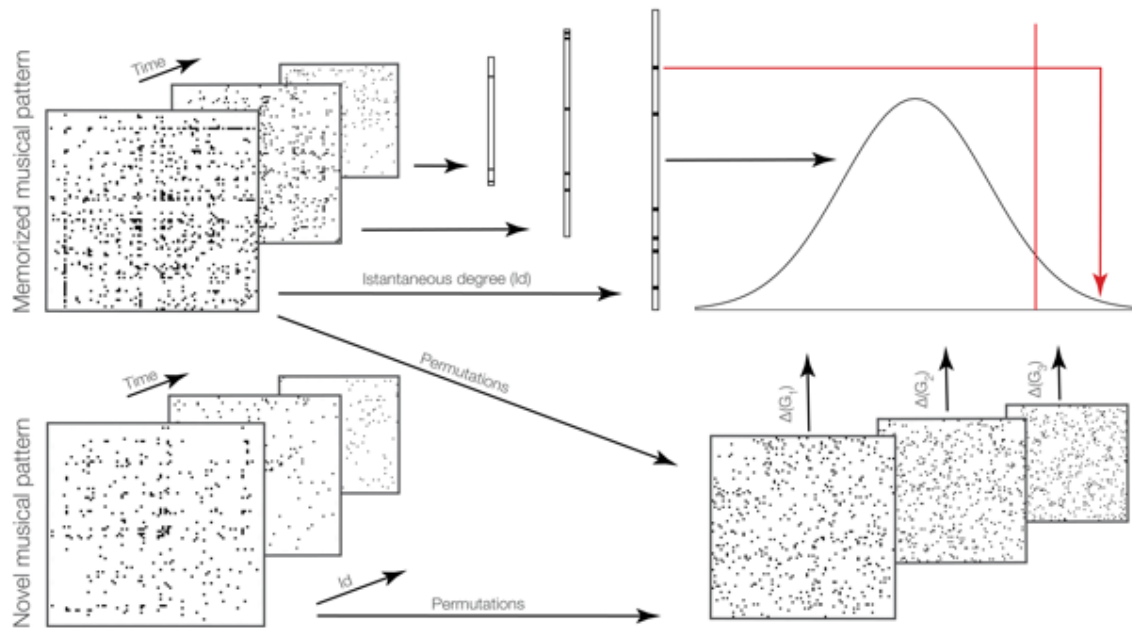 Memorized musical pattern
Time
Istantaneous degree (Id)
Permutations
Δ(G₁)
Δ(G₂)
Δ(G₃)
Novel musical pattern
Time
Id
Permutations